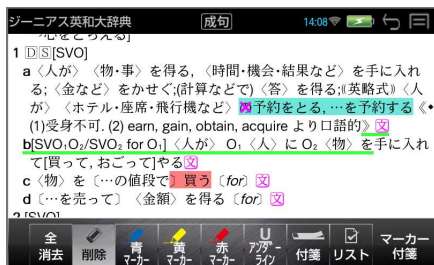 ジーニアス英和大辞典 成句 14:08
1 DS[SVO]
a〈人が〉〈物･事〉を得る,〈時間･機会･結果など〉を手に入れ
る;〈金など〉をかせぐ;(計算などで)〈答〉を得る;《英略式》〈人
が〉〈ホテル･座席･飛行機など〉の予約をとる, …を予約する《◆
(1)受身不可. (2) earn, gain, obtain, acquire より口語的》文
b[SVO₁O₂/SVO₂ for O₁]〈人が〉O₁〈人〉に O₂〈物〉を手に入れ
て[買って, おごって]やる文
c〈物〉を〔…の値段で〕買う〔for〕文
d〔…を売って〕〈金額〉を得る〔for〕文
全消去 削除 青マーカー 黄マーカー 赤マーカー U アンダーライン 付箋 リスト マーカー付箋